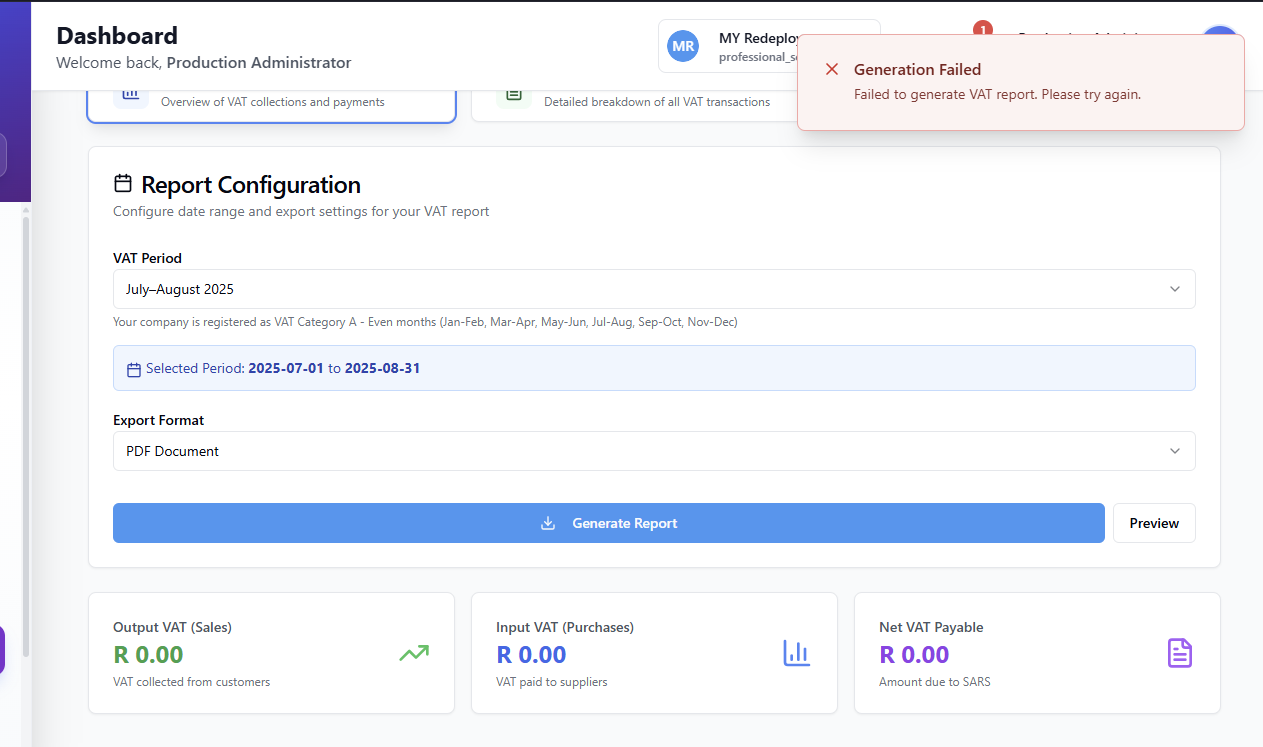 Dashboard
Welcome back, Production Administrator
MR
MY Redeploy
1
Generation Failed
Failed to generate VAT report. Please try again.
Overview of VAT collections and payments
Detailed breakdown of all VAT transactions
Report Configuration
Configure date range and export settings for your VAT report
VAT Period
July–August 2025
Your company is registered as VAT Category A - Even months (Jan-Feb, Mar-Apr, May-Jun, Jul-Aug, Sep-Oct, Nov-Dec)
Selected Period: 2025-07-01 to 2025-08-31
Export Format
PDF Document
Generate Report
Preview
Output VAT (Sales)
R 0.00
VAT collected from customers
Input VAT (Purchases)
R 0.00
VAT paid to suppliers
Net VAT Payable
R 0.00
Amount due to SARS